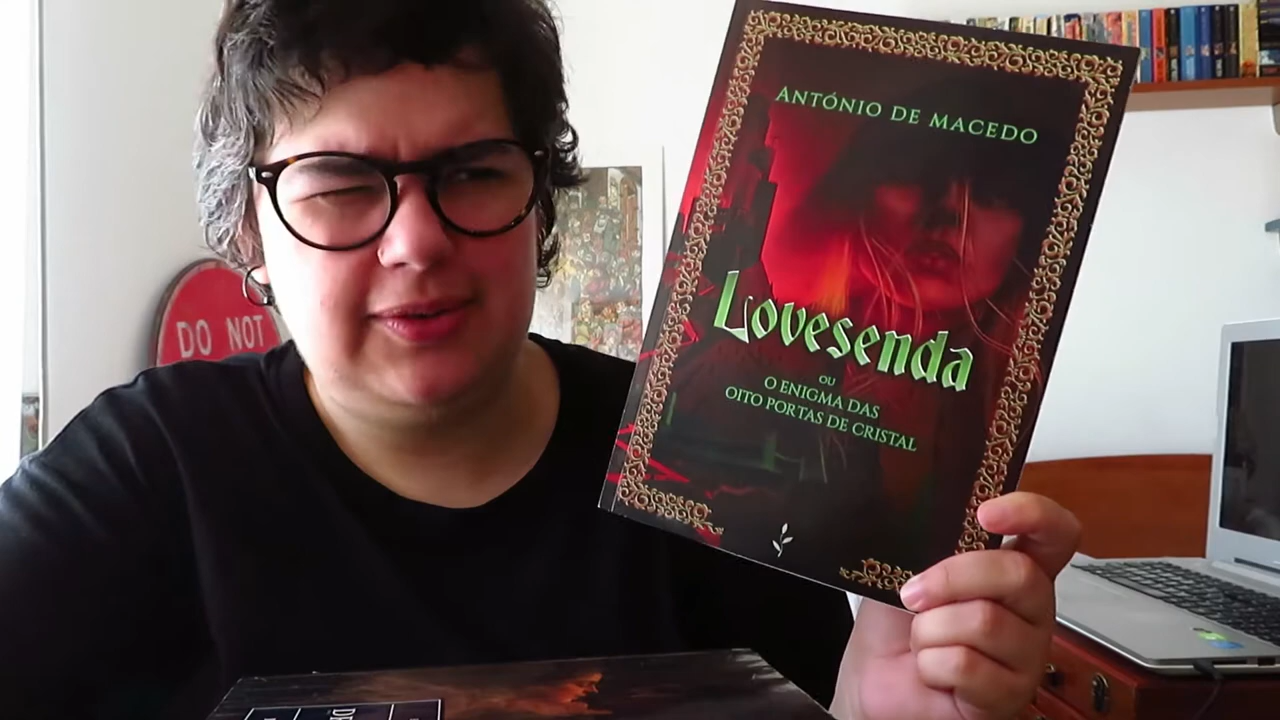 ANTÓNIO DE MACEDO
Lovesenda
OU
O ENIGMA DAS
OITO PORTAS DE CRISTAL
DO NOT